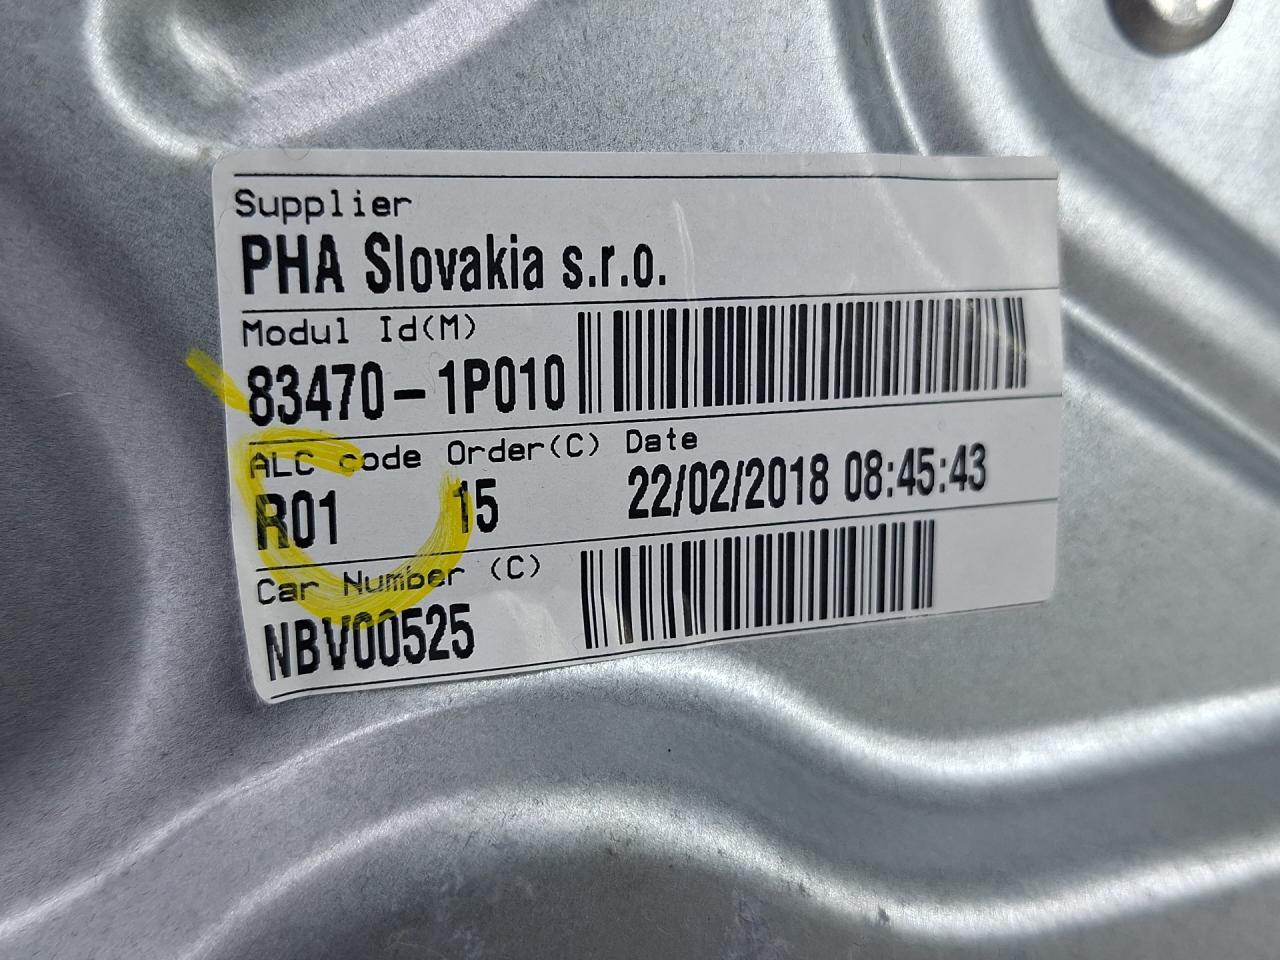 Supplier
PHA Slovakia s.r.o.
Modul Id(M)
83470-1P010
ALC code Order(C) Date
R01 15 22/02/2018 08:45:43
Car Number (C)
NBV00525